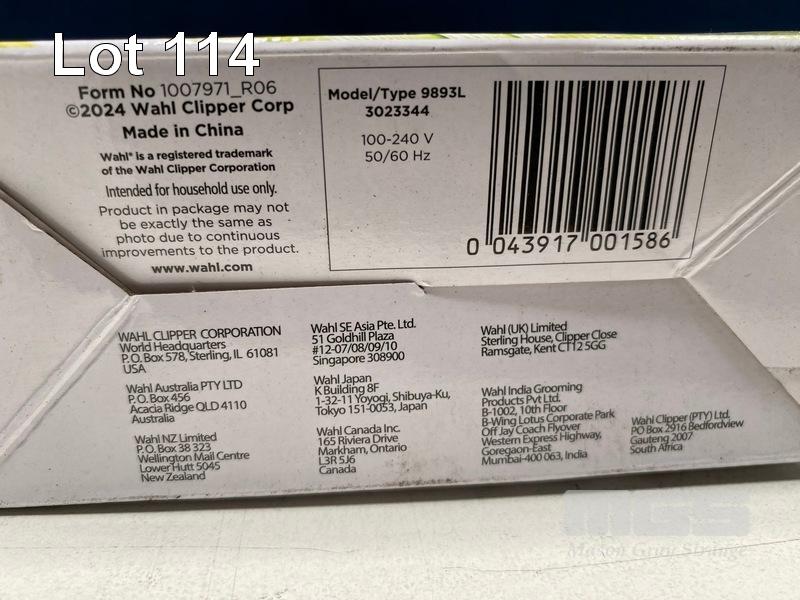 Lot 114
Form No 1007971_R06
©2024 Wahl Clipper Corp
Made in China
Wahl® is a registered trademark
of the Wahl Clipper Corporation
Intended for household use only.
Product in package may not
be exactly the same as
photo due to continuous
improvements to the product.
www.wahl.com
Model/Type 9893L
3023344
100-240 V
50/60 Hz
0 043917 001586
WAHL CLIPPER CORPORATION
World Headquarters
P.O. Box 578, Sterling, IL 61081
USA
Wahl Australia PTY LTD
P.O. Box 456
Acacia Ridge QLD 4110
Australia
Wahl NZ Limited
P.O. Box 38 323
Wellington Mail Centre
Lower Hutt 5045
New Zealand
Wahl SE Asia Pte. Ltd.
51 Goldhill Plaza
#12-07/08/09/10
Singapore 308900
Wahl Japan
K Building 8F
1-32-11 Yoyogi, Shibuya-Ku,
Tokyo 151-0053, Japan
Wahl Canada Inc.
165 Riviera Drive
Markham, Ontario
L3R 5J6
Canada
Wahl (UK) Limited
Sterling House, Clipper Close
Ramsgate, Kent CT12 5GG
Wahl India Grooming
Products Pvt Ltd.
B-1002, 10th Floor
B-Wing Lotus Corporate Park
Off Jay Coach Flyover
Western Express Highway,
Goregaon-East
Mumbai-400 063, India
Wahl Clipper (PTY) Ltd.
PO Box 2916 Bedfordview
Gauteng 2007
South Africa
MGS
Mason Gray Strange